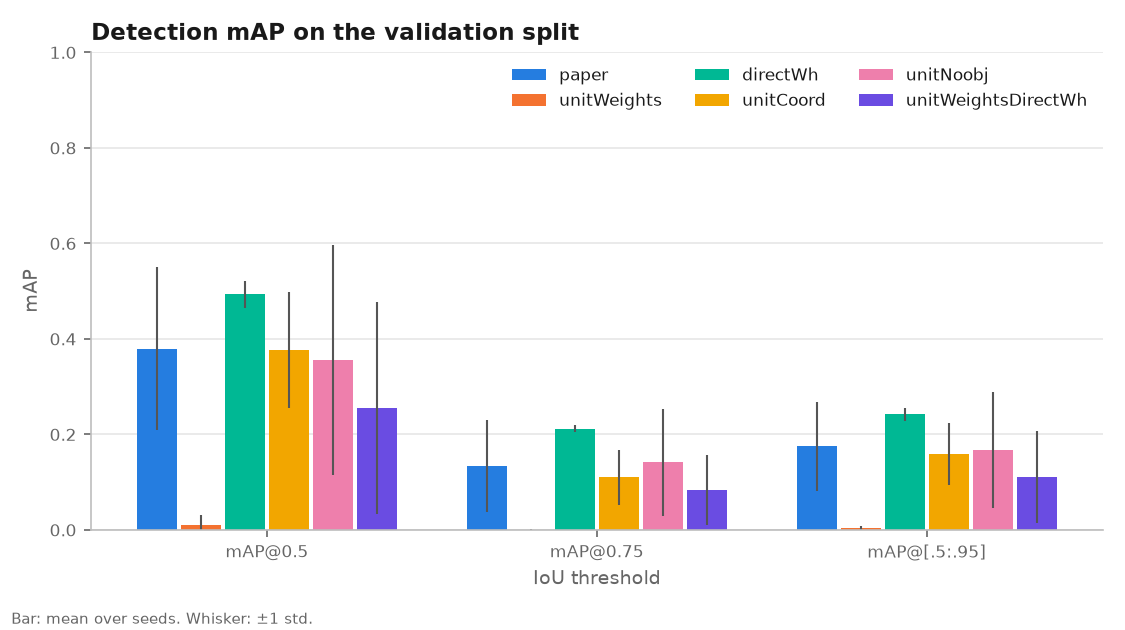 Detection mAP on the validation split
paper
unitWeights
directWh
unitCoord
unitNoobj
unitWeightsDirectWh
mAP
1.0
0.8
0.6
0.4
0.2
0.0
mAP@0.5
mAP@0.75
mAP@[.5:.95]
IoU threshold
Bar: mean over seeds. Whisker: ±1 std.